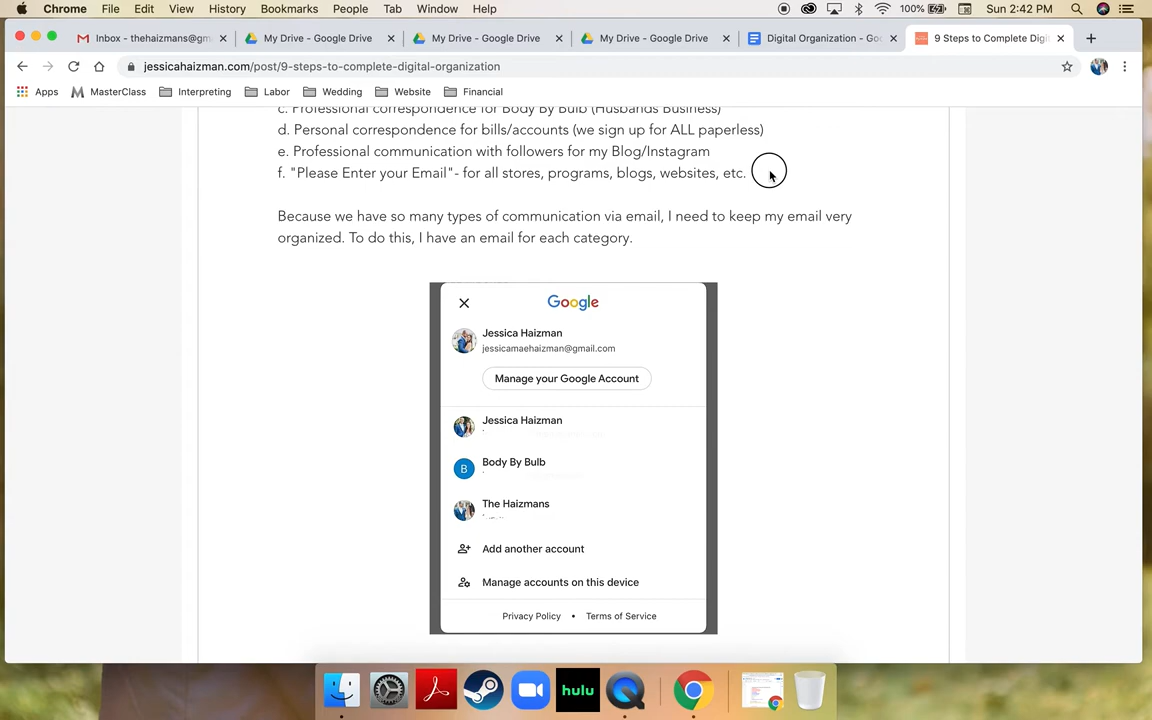 Chrome File Edit View History Bookmarks People Tab Window Help 100% Sun 2:42 PM
Inbox - thehaizmans@gm My Drive - Google Drive My Drive - Google Drive My Drive - Google Drive Digital Organization - Goo 9 Steps to Complete Digit
jessicahaizman.com/post/9-steps-to-complete-digital-organization
Apps MasterClass Interpreting Labor Wedding Website Financial
c. Professional correspondence for Body By Bulb (Husbands Business)
d. Personal correspondence for bills/accounts (we sign up for ALL paperless)
e. Professional communication with followers for my Blog/Instagram
f. "Please Enter your Email"- for all stores, programs, blogs, websites, etc.
Because we have so many types of communication via email, I need to keep my email very
organized. To do this, I have an email for each category.
Google
Jessica Haizman
jessicamaehaizman@gmail.com
Manage your Google Account
Jessica Haizman
B Body By Bulb
The Haizmans
Add another account
Manage accounts on this device
Privacy Policy • Terms of Service
hulu